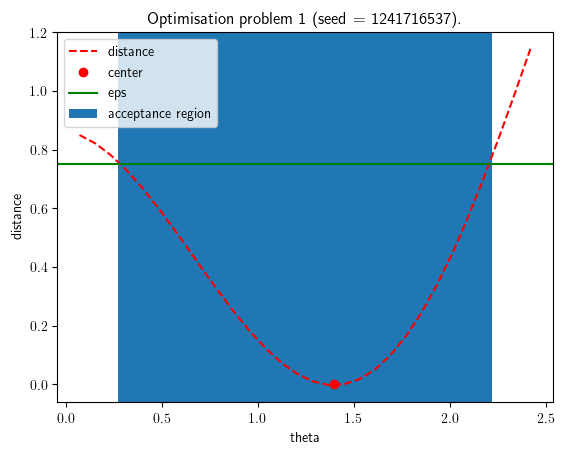 Optimisation problem 1 (seed = 1241716537).
distance
center
eps
acceptance region
distance
1.2
1.0
0.8
0.6
0.4
0.2
0.0
0.0
0.5
1.0
1.5
2.0
2.5
theta